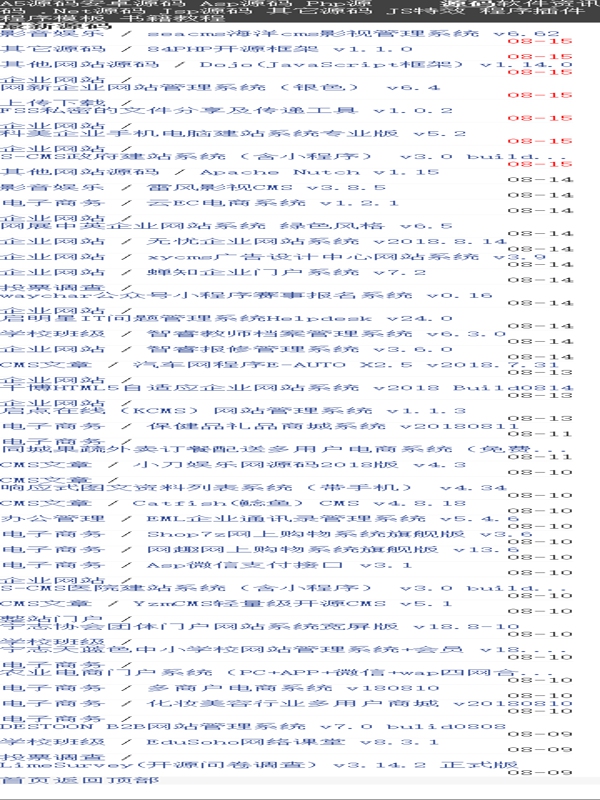 A5源码 安卓源码 Asp源码 Php源码 源码软件资讯
.Net源码 Jsp源码 其它源码 JS特效 程序插件
程序模板 书籍教程
最新源码
影音娱乐 / seacms海洋cms影视管理系统 v6.62
08-15
其它源码 / 84PHP开源框架 v1.1.0
08-15
其他网站源码 / Dojo(JavaScript框架) v1.14.0
08-15
企业网站 /
网新企业网站管理系统（银色） v6.4
08-15
上传下载 /
FSS私密的文件分享及传递工具 v1.0.2
08-15
企业网站 /
科美企业手机电脑建站系统专业版 v5.2
08-15
企业网站 /
S-CMS政府建站系统（含小程序） v3.0 build...
08-15
其他网站源码 / Apache Nutch v1.15
08-14
影音娱乐 / 雷风影视CMS v3.8.5
08-14
电子商务 / 云EC电商系统 v1.2.1
08-14
企业网站 /
网展中英企业网站系统 绿色风格 v6.5
08-14
企业网站 / 无忧企业网站系统 v2018.8.14
08-14
企业网站 / xycms广告设计中心网站系统 v3.9
08-14
企业网站 / 蝉知企业门户系统 v7.2
08-14
投票调查 /
waychar公众号小程序赛事报名系统 v0.16
08-14
企业网站 /
启明星IT问题管理系统Helpdesk v24.0
08-14
学校班级 / 智睿教师档案管理系统 v6.3.0
08-14
企业网站 / 智睿报修管理系统 v3.6.0
08-14
CMS文章 / 汽车网程序E-AUTO X2.5 v2018.7.31
08-13
企业网站 /
千博HTML5自适应企业网站系统 v2018 Build0814
08-13
企业网站 /
启点在线（KCMS）网站管理系统 v1.1.3
08-13
电子商务 / 保健品礼品商城系统 v20180811
08-11
电子商务 /
同城果蔬外卖订餐配送多用户电商系统（免费...
08-11
CMS文章 / 小刀娱乐网源码2018版 v4.3
08-10
CMS文章 /
响应式图文资料列表系统（带手机） v4.34
08-10
CMS文章 / Catfish(鲶鱼) CMS v4.8.18
08-10
办公管理 / EML企业通讯录管理系统 v5.4.6
08-10
电子商务 / Shop7z网上购物系统旗舰版 v3.6
08-10
电子商务 / 网趣网上购物系统旗舰版 v13.6
08-10
电子商务 / Asp微信支付接口 v3.1
08-10
企业网站 /
S-CMS医院建站系统（含小程序） v3.0 build...
08-10
CMS文章 / YzmCMS轻量级开源CMS v5.1
08-10
整站门户 /
宇志协会团体门户网站系统宽屏版 v18.8-10
08-10
学校班级 /
宇志天蓝色中小学校网站管理系统+会员 v18....
08-10
电子商务 /
农业电商门户系统（PC+APP+微信+wap四网合...
08-10
电子商务 / 多商户电商系统 v180810
08-10
电子商务 / 化妆美容行业多用户商城 v20180810
08-10
电子商务 /
DESTOON B2B网站管理系统 v7.0 bulid0808
08-09
学校班级 / EduSoho网络课堂 v8.3.1
08-09
投票调查 /
LimeSurvey(开源问卷调查) v3.14.2 正式版
08-09
首页返回顶部